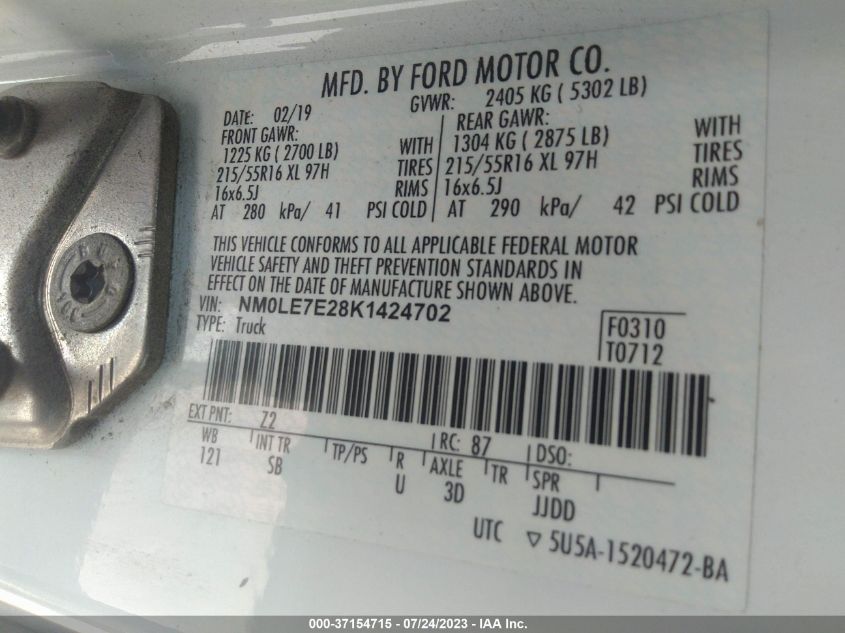 MFD. BY FORD MOTOR CO.
DATE: 02/19 GVWR: 2405 KG ( 5302 LB)
FRONT GAWR: REAR GAWR:
1225 KG ( 2700 LB) WITH 1304 KG ( 2875 LB) WITH
215/55R16 XL 97H TIRES 215/55R16 XL 97H TIRES
16x6.5J RIMS 16x6.5J RIMS
AT 280 kPa/ 41 PSI COLD AT 290 kPa/ 42 PSI COLD
THIS VEHICLE CONFORMS TO ALL APPLICABLE FEDERAL MOTOR
VEHICLE SAFETY AND THEFT PREVENTION STANDARDS IN
EFFECT ON THE DATE OF MANUFACTURE SHOWN ABOVE.
VIN: NM0LE7E28K1424702
TYPE: Truck
F0310
T0712
EXT PNT: Z2 RC: 87 DSO:
WB INT TR TP/PS R AXLE TR SPR
121 SB U 3D JJDD
UTC ▽ 5U5A-1520472-BA
000-37154715 - 07/24/2023 - IAA Inc.